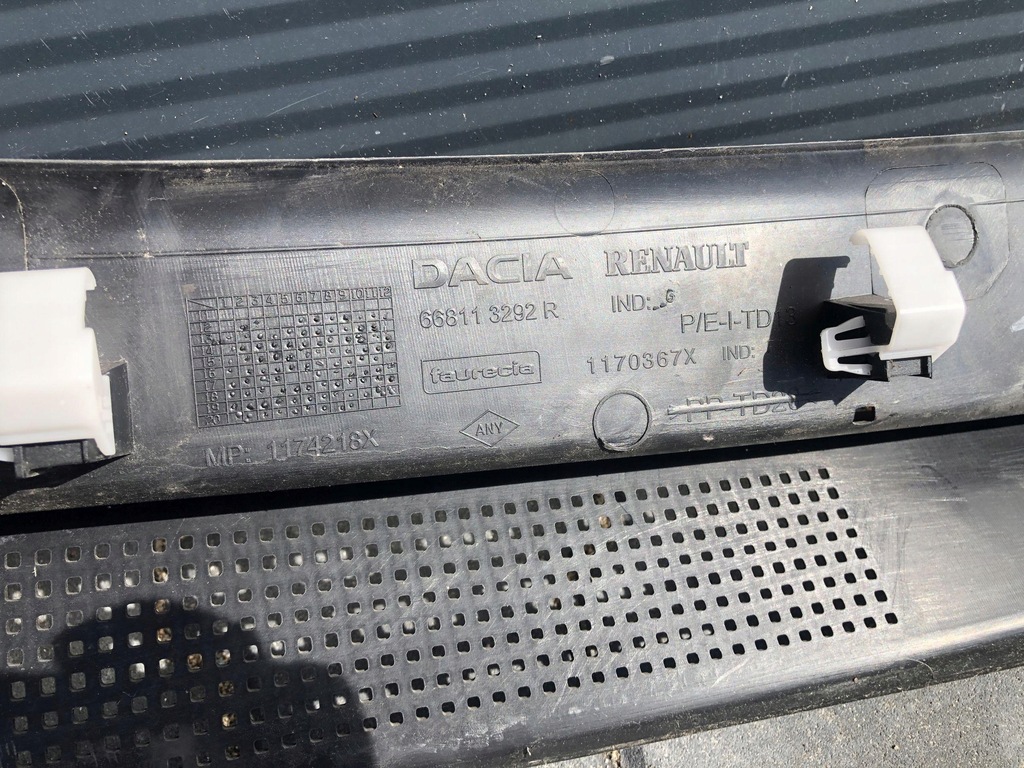 DACIA RENAULT
66811 3292 R IND:
P/E-I-TD
faurecia 1170367X IND:
ANY
1 2 3 4 5 6 7 8 9 10 11 12
MP: 1174218X